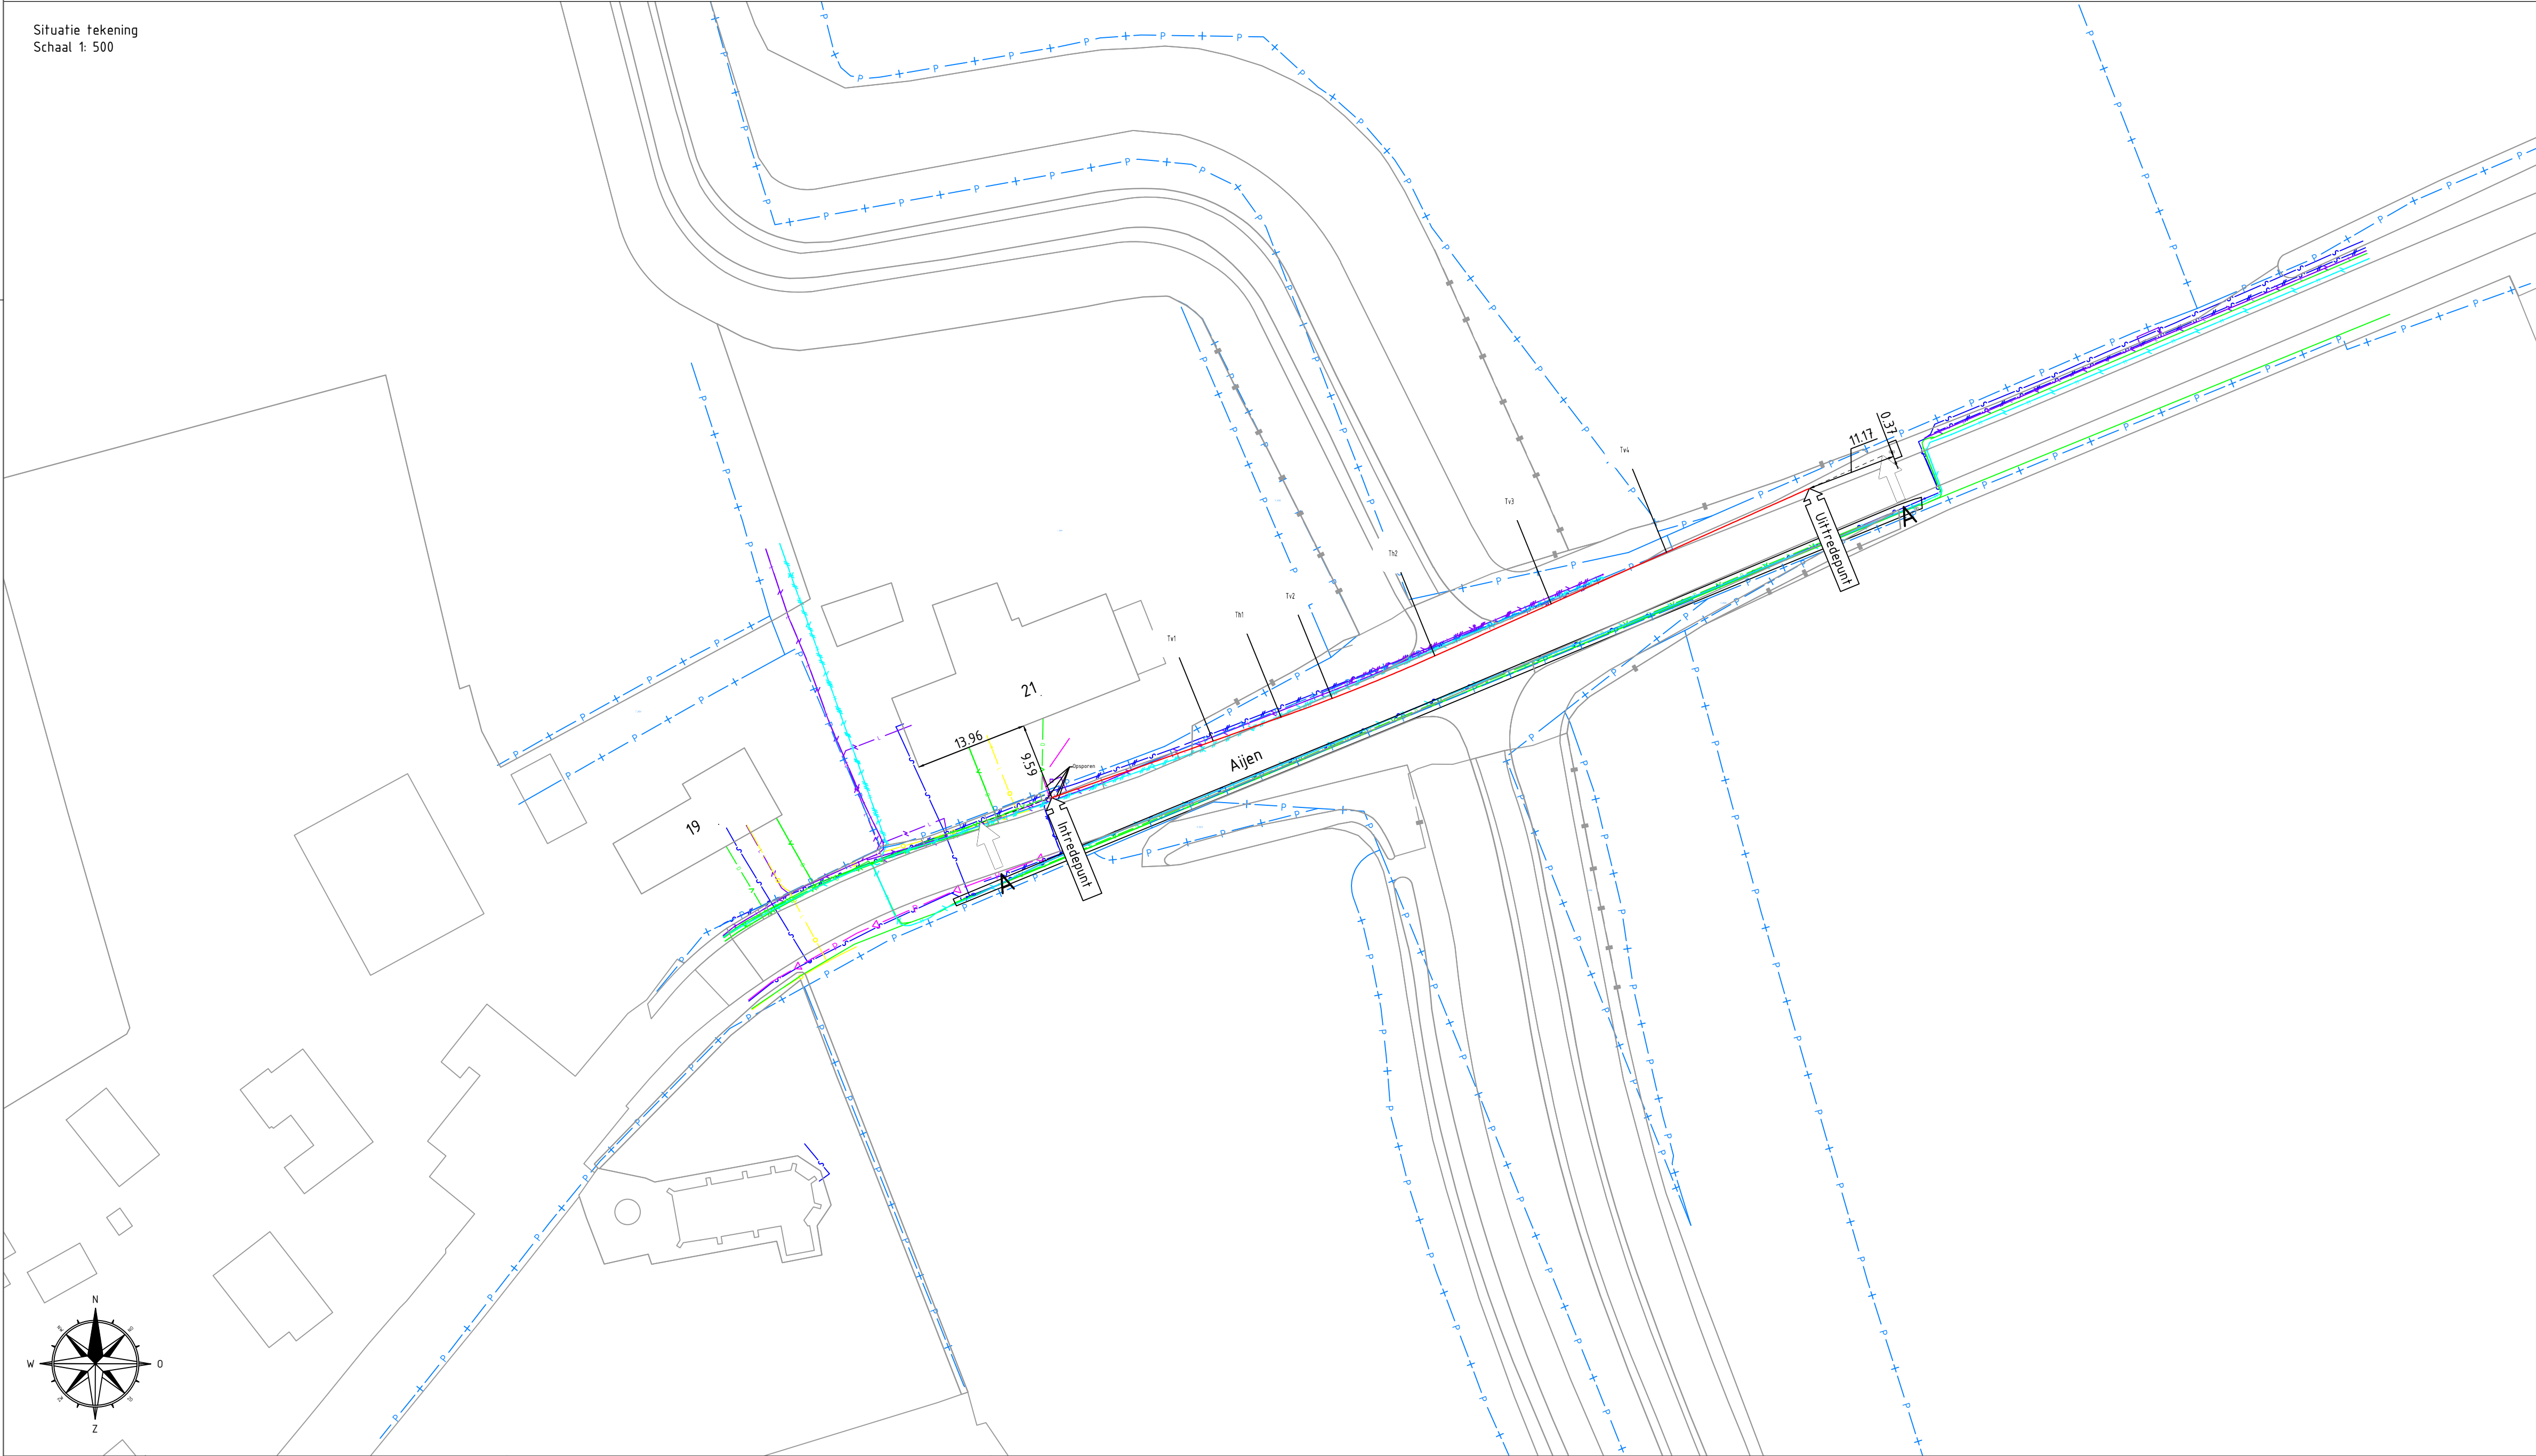 Situatie tekening
Schaal 1: 500
0.37
11.17
Tv4
A
Uittredepunt
Tv3
Th2
Tv2
Th1
Tv1
21
13.96
9.59
Aijen
Opsporen
19
Intredepunt
A
N
W
O
Z